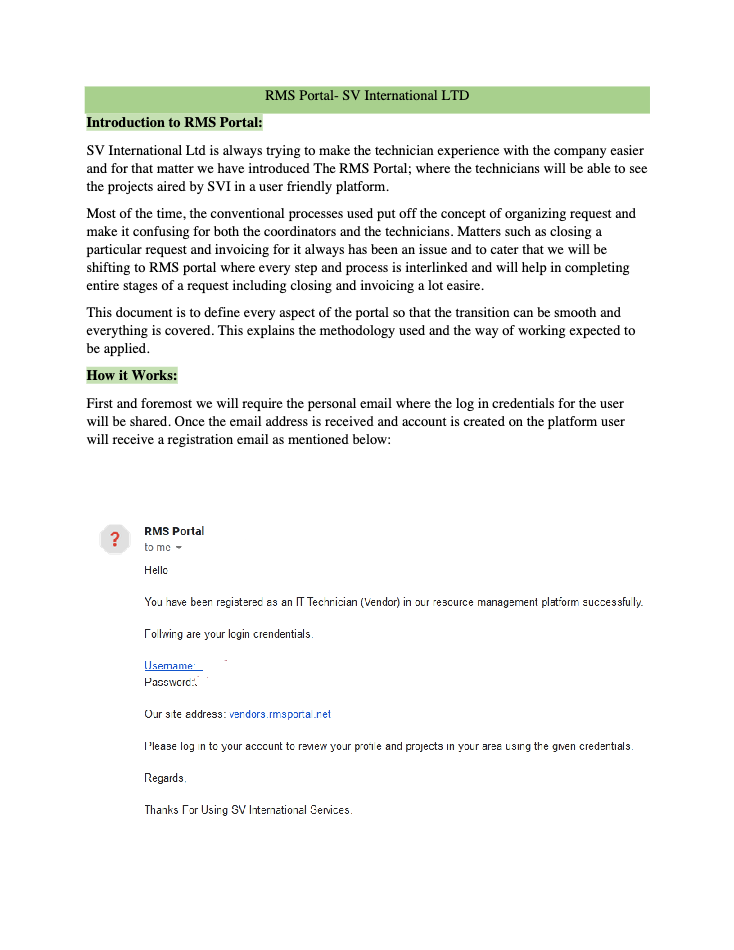 RMS Portal- SV International LTD
Introduction to RMS Portal:
SV International Ltd is always trying to make the technician experience with the company easier
and for that matter we have introduced The RMS Portal; where the technicians will be able to see
the projects aired by SVI in a user friendly platform.
Most of the time, the conventional processes used put off the concept of organizing request and
make it confusing for both the coordinators and the technicians. Matters such as closing a
particular request and invoicing for it always has been an issue and to cater that we will be
shifting to RMS portal where every step and process is interlinked and will help in completing
entire stages of a request including closing and invoicing a lot easire.
This document is to define every aspect of the portal so that the transition can be smooth and
everything is covered. This explains the methodology used and the way of working expected to
be applied.
How it Works:
First and foremost we will require the personal email where the log in credentials for the user
will be shared. Once the email address is received and account is created on the platform user
will receive a registration email as mentioned below:
?
RMS Portal
to me
Hello
You have been registered as an IT Technician (Vendor) in our resource management platform successfully.
Follwing are your login crendentials.
Username:
Password:
Our site address: vendors.rmsportal.net
Please log in to your account to review your profile and projects in your area using the given credentials.
Regards,
Thanks For Using SV International Services.